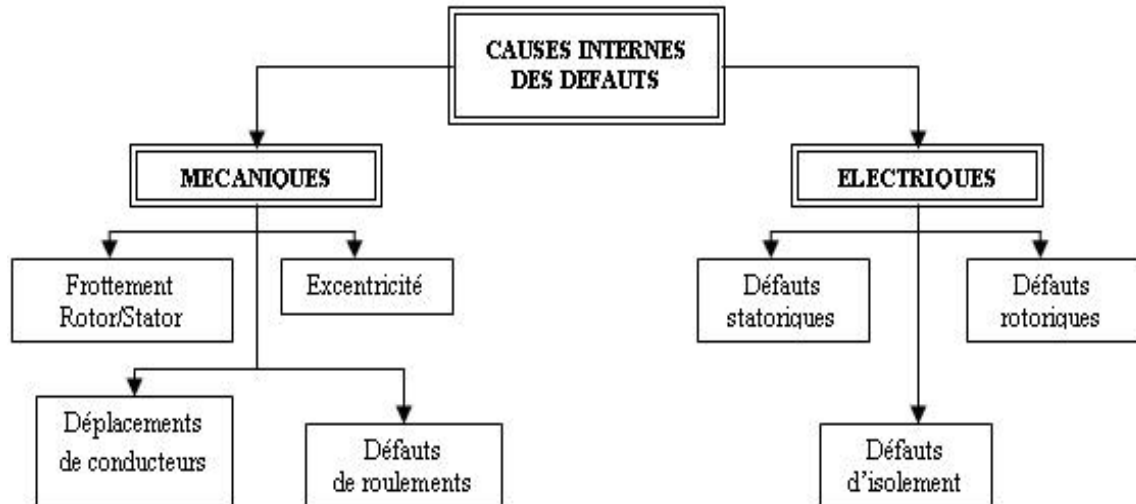 CAUSES INTERNES
DES DEFAUTS
MECANIQUES
ELECTRIQUES
Frottement
Rotor/Stator
Excentricité
Défauts
statoriques
Défauts
rotoriques
Déplacements
de conducteurs
Défauts
de roulements
Défauts
d'isolement